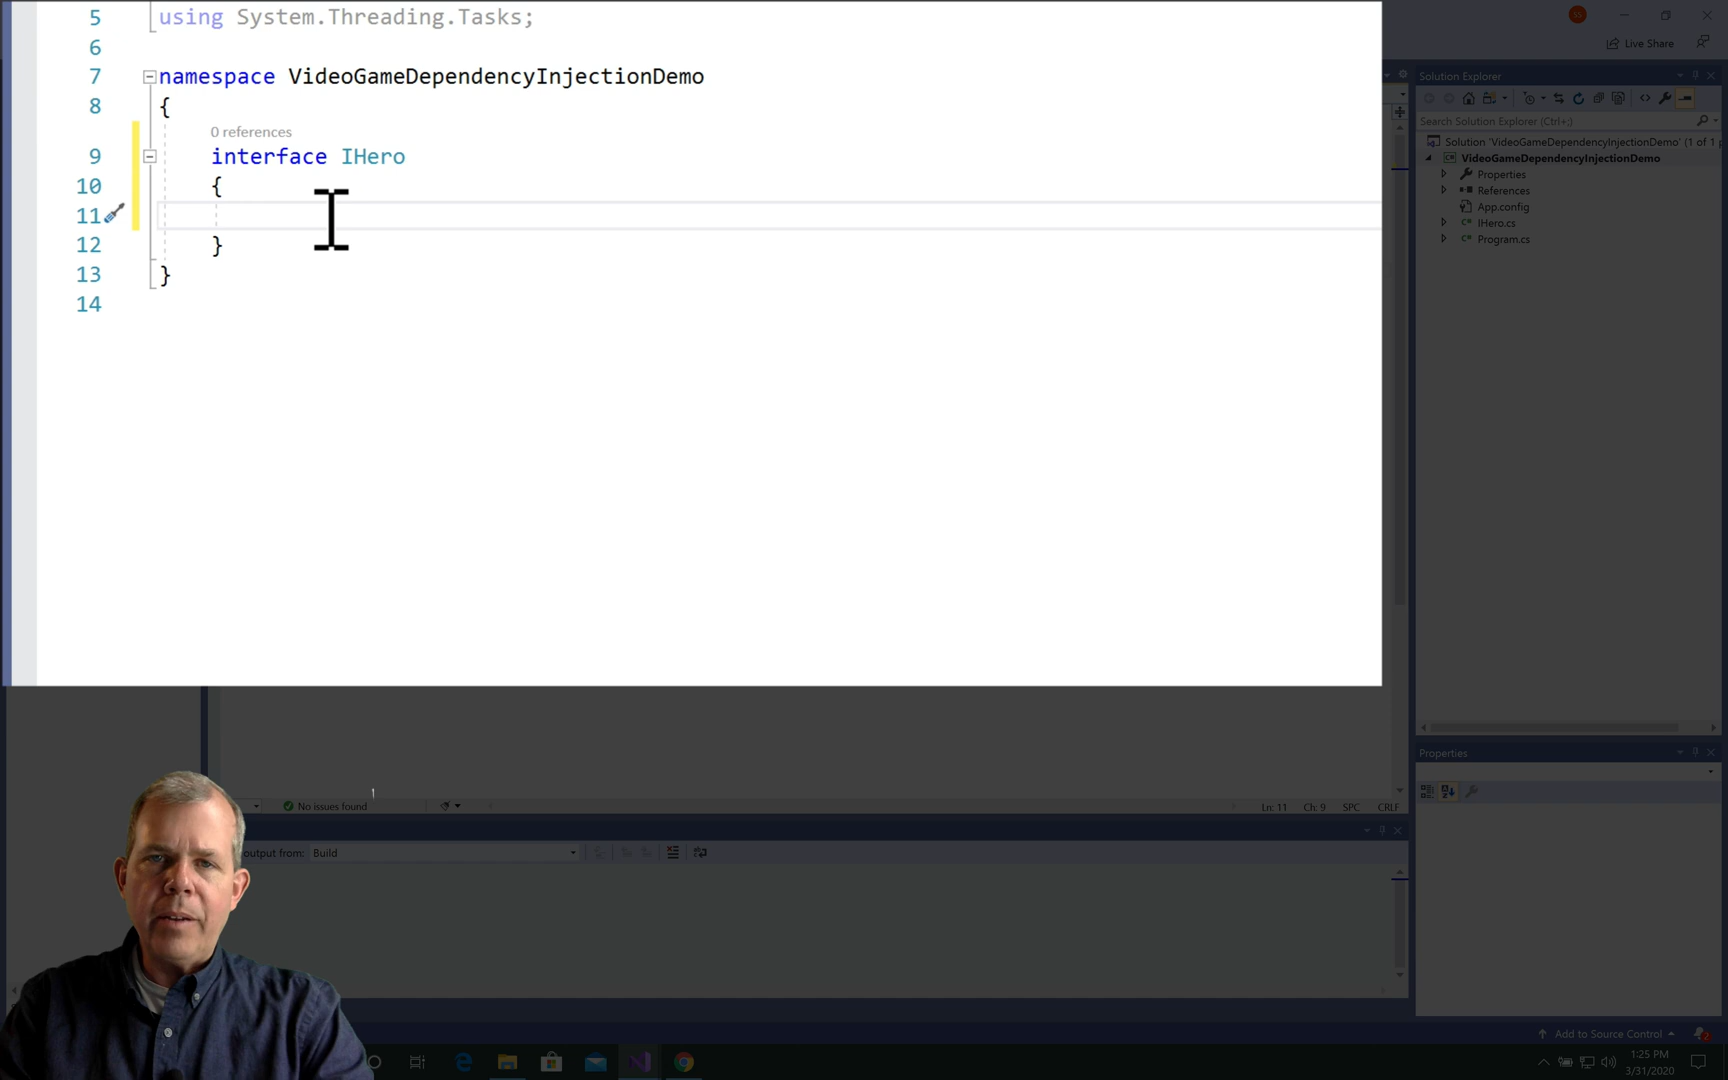 5 using System.Threading.Tasks;
6
7 namespace VideoGameDependencyInjectionDemo
8 {
0 references
9 interface IHero
10 {
11
12 }
13 }
14
Live Share
Solution Explorer
Search Solution Explorer (Ctrl+;)
Solution 'VideoGameDependencyInjectionDemo' (1 of 1 p
VideoGameDependencyInjectionDemo
Properties
References
App.config
C# IHero.cs
C# Program.cs
Properties
No issues found
Ln: 11 Ch: 9 SPC CRLF
output from: Build
Add to Source Control
2
1:25 PM
3/31/2020